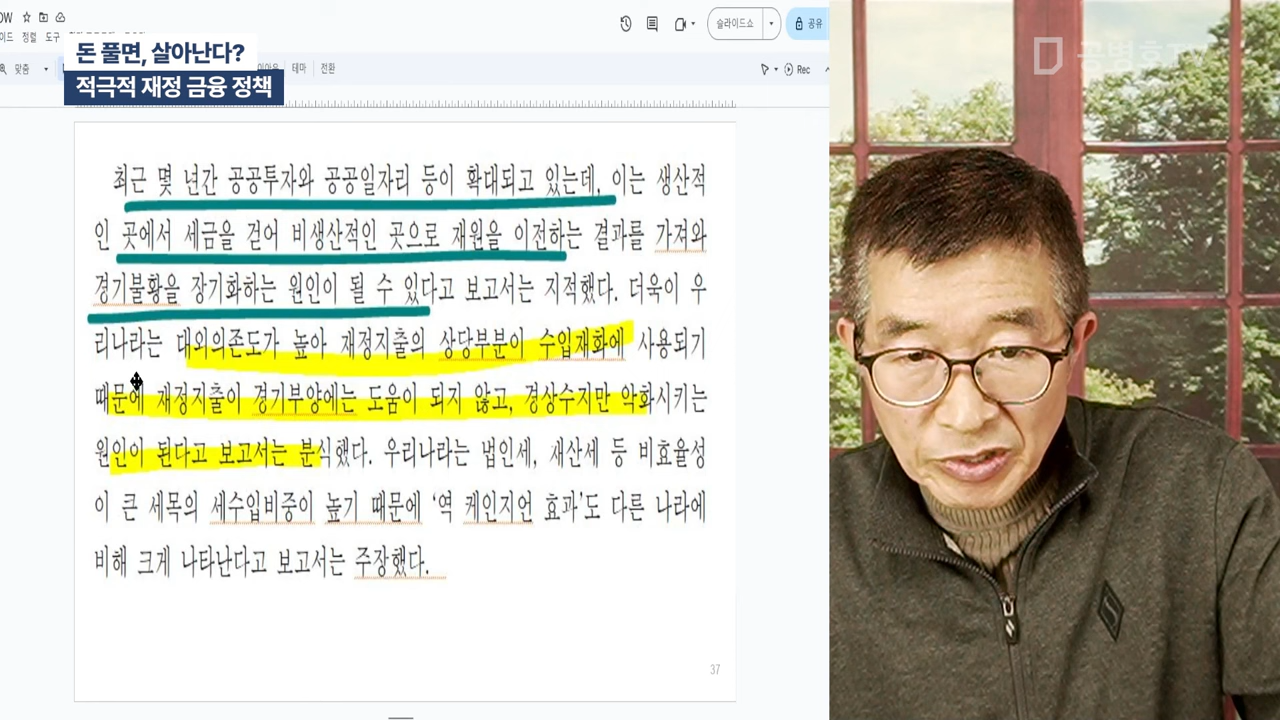 OW
이드 정렬 도구
돈 풀면, 살아난다?
적극적 재정 금융 정책
맞춤
테마
전환
슬라이드쇼
공유
Rec
공병호TV
최근 몇 년간 공공투자와 공공일자리 등이 확대되고 있는데, 이는 생산적
인 곳에서 세금을 걷어 비생산적인 곳으로 재원을 이전하는 결과를 가져와
경기불황을 장기화하는 원인이 될 수 있다고 보고서는 지적했다. 더욱이 우
리나라는 대외의존도가 높아 재정지출의 상당부분이 수입재화에 사용되기
때문에 재정지출이 경기부양에는 도움이 되지 않고, 경상수지만 악화시키는
원인이 된다고 보고서는 분식했다. 우리나라는 법인세, 재산세 등 비효율성
이 큰 세목의 세수입비중이 높기 때문에 ‘역 케인지언 효과’도 다른 나라에
비해 크게 나타난다고 보고서는 주장했다.
37